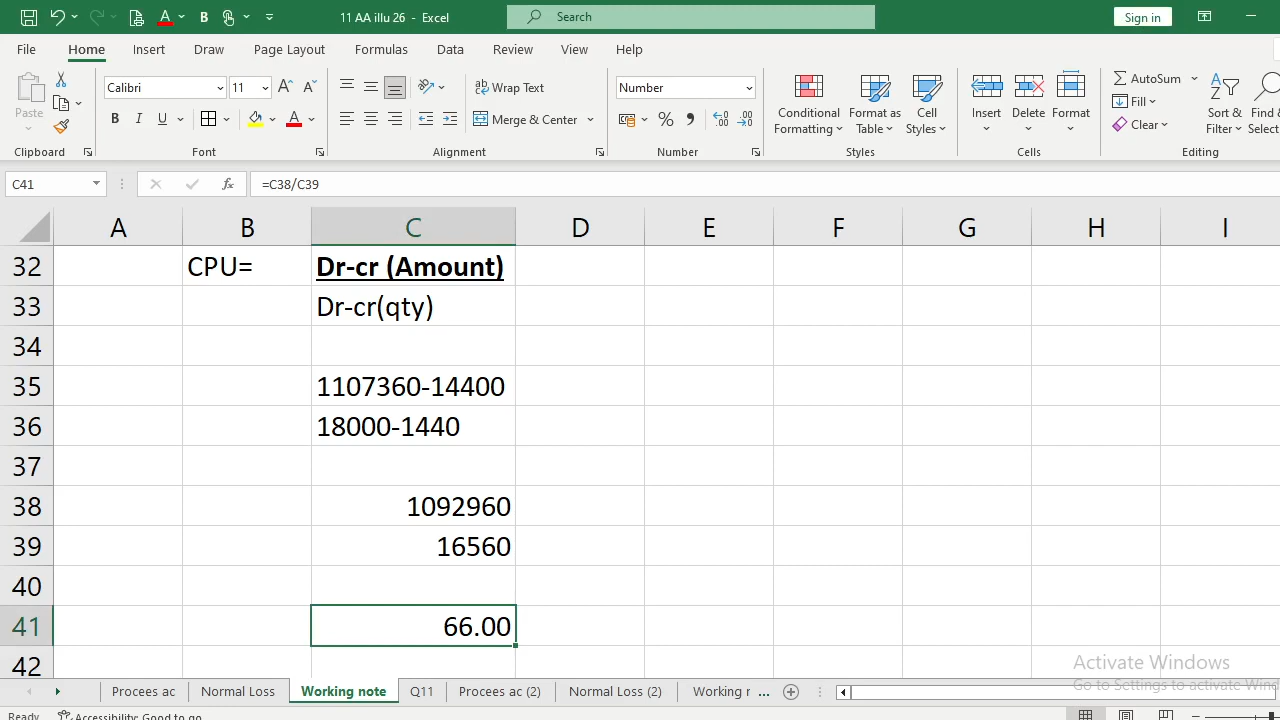 11 AA illu 26 - Excel
Search
Sign in
File Home Insert Draw Page Layout Formulas Data Review View Help
Paste
Clipboard
Calibri 11
B I U
Font
Wrap Text
Merge & Center
Alignment
Number
Number
Conditional Formatting
Format as Table
Cell Styles
Styles
Insert Delete Format
Cells
AutoSum
Fill
Clear
Sort & Filter
Find &
Select
Editing
C41
fx
=C38/C39
A B C D E F G H I
32 CPU= Dr-cr (Amount)
33 Dr-cr(qty)
34
35 1107360-14400
36 18000-1440
37
38 1092960
39 16560
40
41 66.00
42
Activate Windows
Go to Settings to activate Wind
Procees ac Normal Loss Working note Q11 Procees ac (2) Normal Loss (2) Working r ...
Ready Accessibility: Good to go